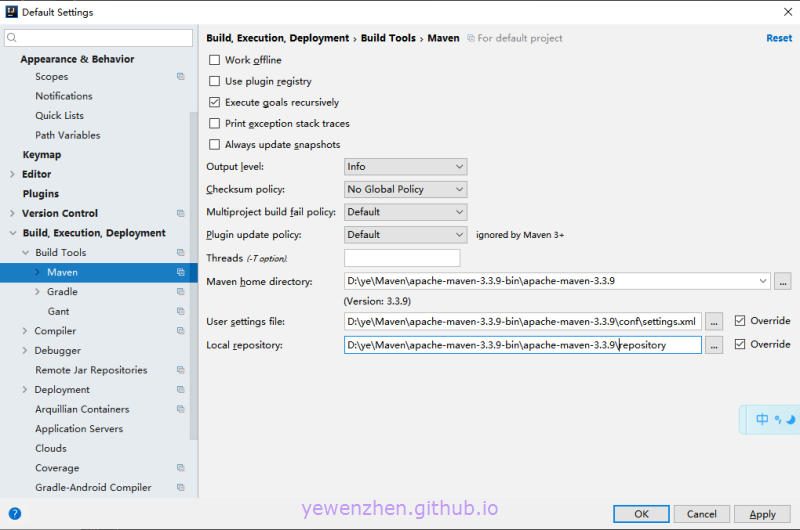 Default Settings
Build, Execution, Deployment › Build Tools › Maven For default project Reset
Appearance & Behavior
Scopes
Notifications
Quick Lists
Path Variables
Keymap
Editor
Plugins
Version Control
Build, Execution, Deployment
Build Tools
Maven
Gradle
Gant
Compiler
Debugger
Remote Jar Repositories
Deployment
Arquillian Containers
Application Servers
Clouds
Coverage
Gradle-Android Compiler
Work offline
Use plugin registry
Execute goals recursively
Print exception stack traces
Always update snapshots
Output level: Info
Checksum policy: No Global Policy
Multiproject build fail policy: Default
Plugin update policy: Default ignored by Maven 3+
Threads (-T option).
Maven home directory: D:\ye\Maven\apache-maven-3.3.9-bin\apache-maven-3.3.9 ...
(Version: 3.3.9)
User settings file: D:\ye\Maven\apache-maven-3.3.9-bin\apache-maven-3.3.9\conf\settings.xml ... Override
Local repository: D:\ye\Maven\apache-maven-3.3.9-bin\apache-maven-3.3.9\repository ... Override
中
?
yewenzhen.github.io
OK Cancel Apply